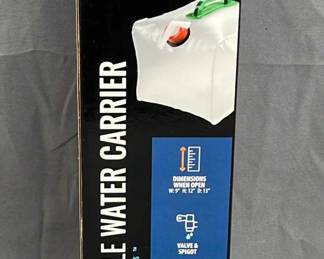 LE WATER CARRIER
DIMENSIONS
WHEN OPEN
W: 9" H: 12" D: 13"
VALVE &
SPIGOT